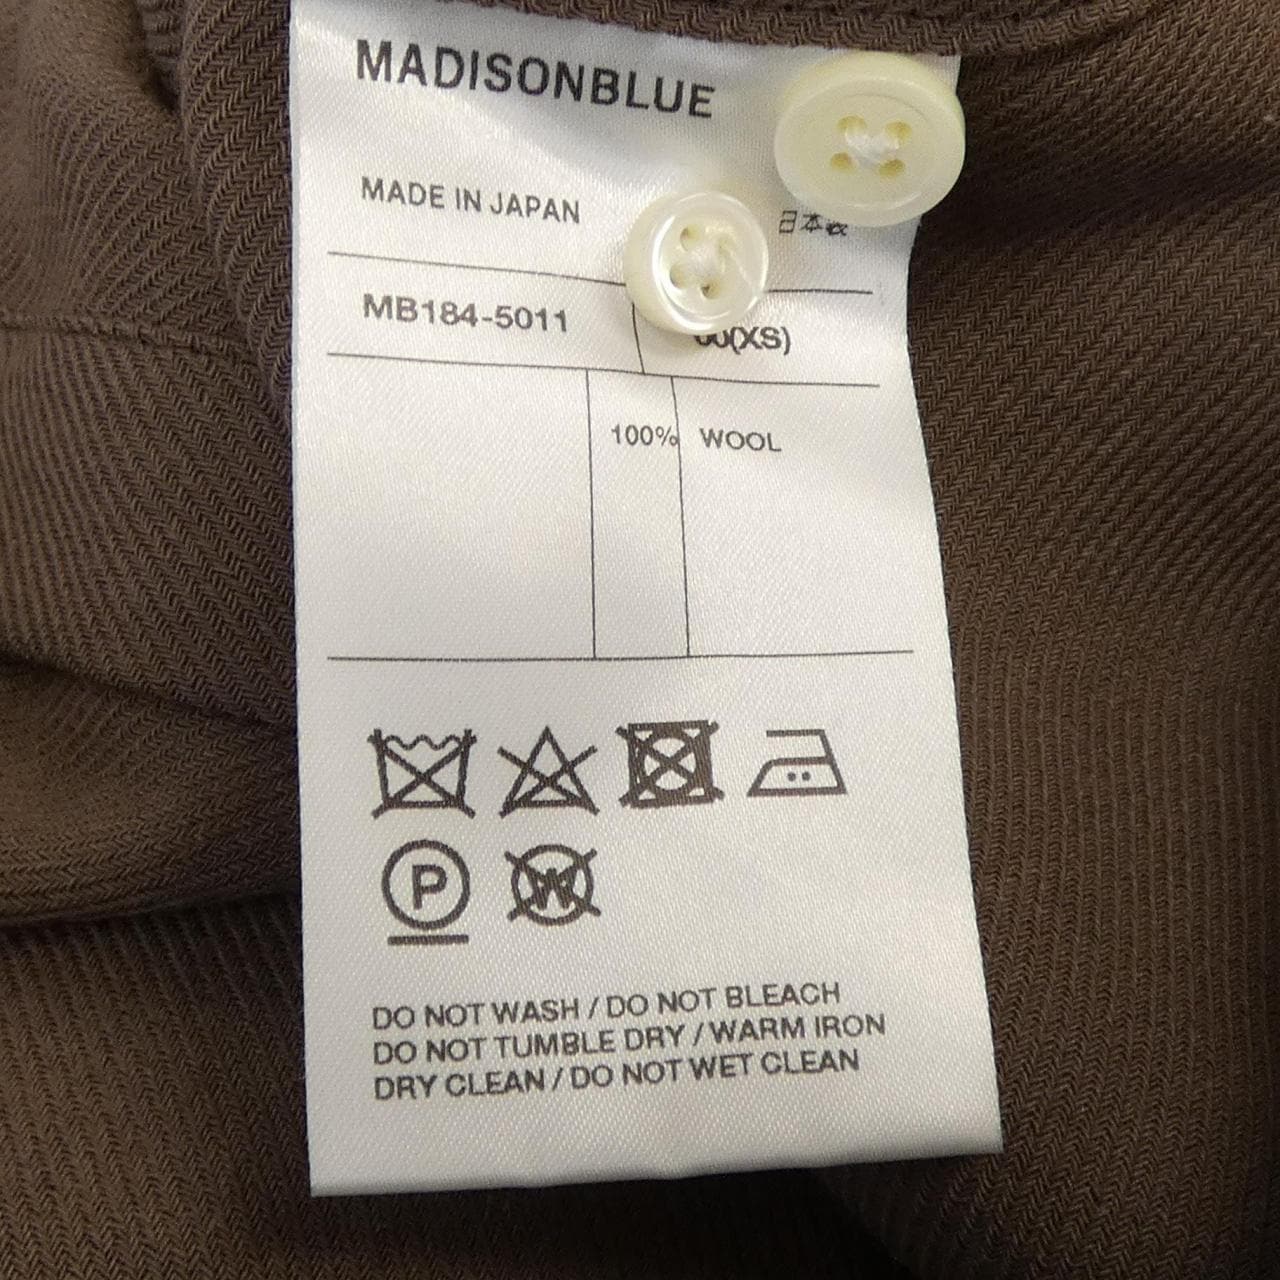 MADISONBLUE
MADE IN JAPAN 日本製
MB184-5011 00(XS)
100% WOOL
P W
DO NOT WASH / DO NOT BLEACH
DO NOT TUMBLE DRY / WARM IRON
DRY CLEAN / DO NOT WET CLEAN